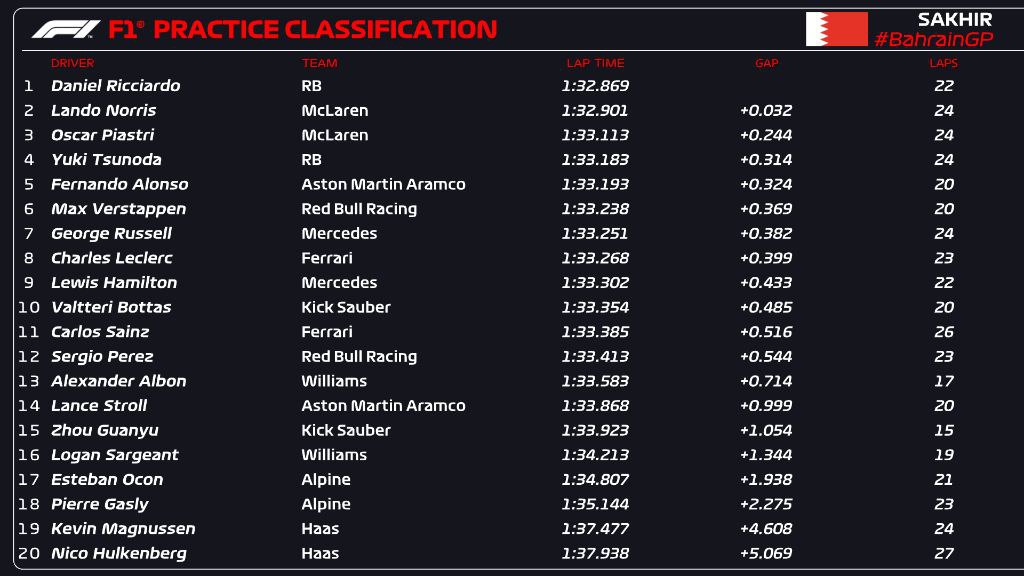 F1® PRACTICE CLASSIFICATION
SAKHIR
#BahrainGP
DRIVER TEAM LAP TIME GAP LAPS
1 Daniel Ricciardo RB 1:32.869 22
2 Lando Norris McLaren 1:32.901 +0.032 24
3 Oscar Piastri McLaren 1:33.113 +0.244 24
4 Yuki Tsunoda RB 1:33.183 +0.314 24
5 Fernando Alonso Aston Martin Aramco 1:33.193 +0.324 20
6 Max Verstappen Red Bull Racing 1:33.238 +0.369 20
7 George Russell Mercedes 1:33.251 +0.382 24
8 Charles Leclerc Ferrari 1:33.268 +0.399 23
9 Lewis Hamilton Mercedes 1:33.302 +0.433 22
10 Valtteri Bottas Kick Sauber 1:33.354 +0.485 20
11 Carlos Sainz Ferrari 1:33.385 +0.516 26
12 Sergio Perez Red Bull Racing 1:33.413 +0.544 23
13 Alexander Albon Williams 1:33.583 +0.714 17
14 Lance Stroll Aston Martin Aramco 1:33.868 +0.999 20
15 Zhou Guanyu Kick Sauber 1:33.923 +1.054 15
16 Logan Sargeant Williams 1:34.213 +1.344 19
17 Esteban Ocon Alpine 1:34.807 +1.938 21
18 Pierre Gasly Alpine 1:35.144 +2.275 23
19 Kevin Magnussen Haas 1:37.477 +4.608 24
20 Nico Hulkenberg Haas 1:37.938 +5.069 27